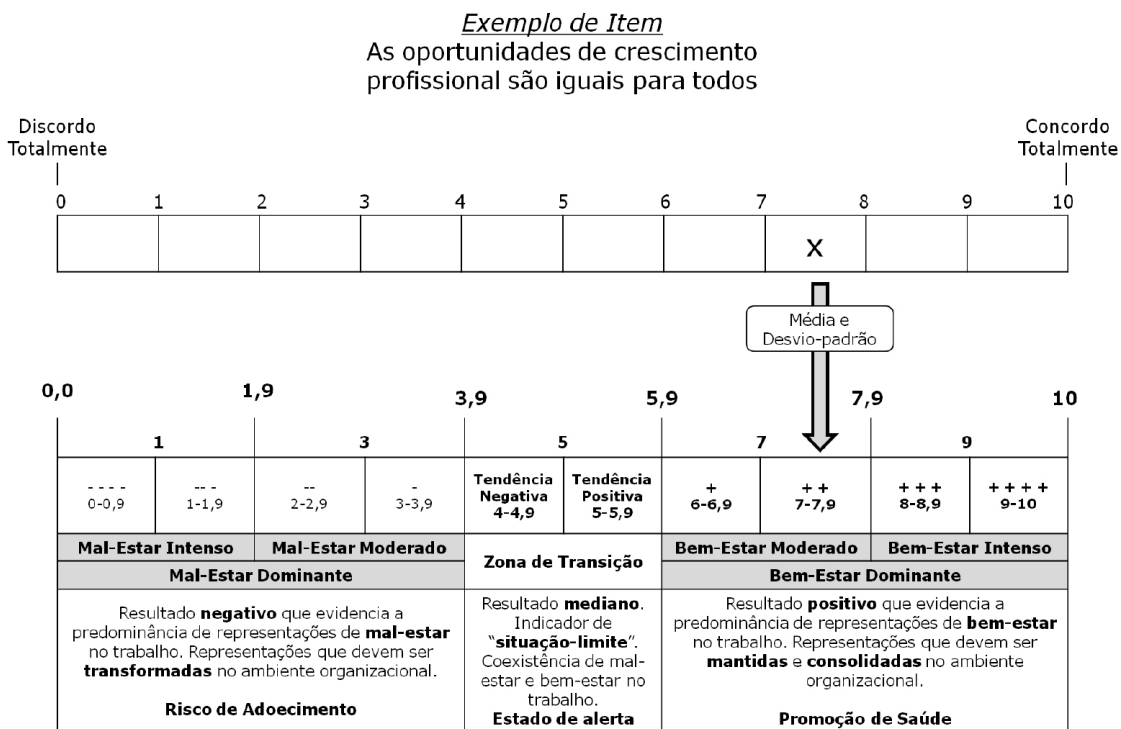 Exemplo de Item
As oportunidades de crescimento
profissional são iguais para todos
Discordo
Totalmente
Concordo
Totalmente
0 1 2 3 4 5 6 7 8 9 10
X
Média e
Desvio-padrão
0,0 1,9 3,9 5,9 7,9 10
1 3 5 7 9
- - - -
0-0,9
-- -
1-1,9
--
2-2,9
-
3-3,9
Tendência
Negativa
4-4,9
Tendência
Positiva
5-5,9
+
6-6,9
+ +
7-7,9
+ + +
8-8,9
+ + + +
9-10
Mal-Estar Intenso
Mal-Estar Moderado
Zona de Transição
Bem-Estar Moderado
Bem-Estar Intenso
Mal-Estar Dominante
Bem-Estar Dominante
Resultado negativo que evidencia a
predominância de representações de mal-estar
no trabalho. Representações que devem ser
transformadas no ambiente organizacional.
Risco de Adoecimento
Resultado mediano.
Indicador de
“situação-limite”.
Coexistência de mal-
estar e bem-estar no
trabalho.
Estado de alerta
Resultado positivo que evidencia a
predominância de representações de bem-estar
no trabalho. Representações que devem ser
mantidas e consolidadas no ambiente
organizacional.
Promoção de Saúde